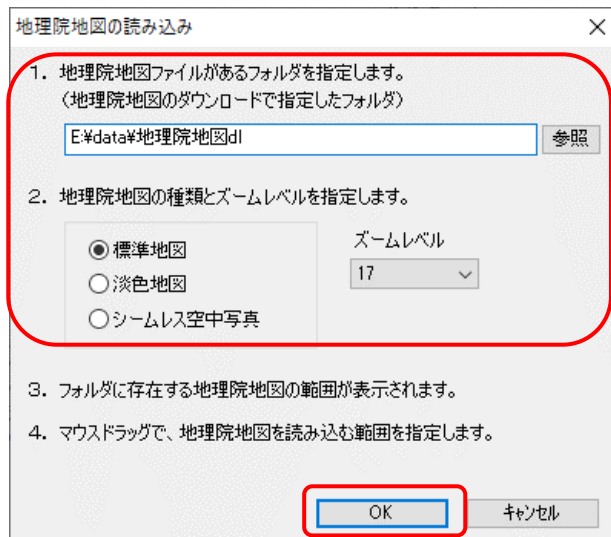 地理院地図の読み込み
1. 地理院地図ファイルがあるフォルダを指定します。
（地理院地図のダウンロードで指定したフォルダ）
E:¥data¥地理院地図dl
参照
2. 地理院地図の種類とズームレベルを指定します。
標準地図
淡色地図
シームレス空中写真
ズームレベル
17
3. フォルダに存在する地理院地図の範囲が表示されます。
4. マウスドラッグで、地理院地図を読み込む範囲を指定します。
OK
キャンセル